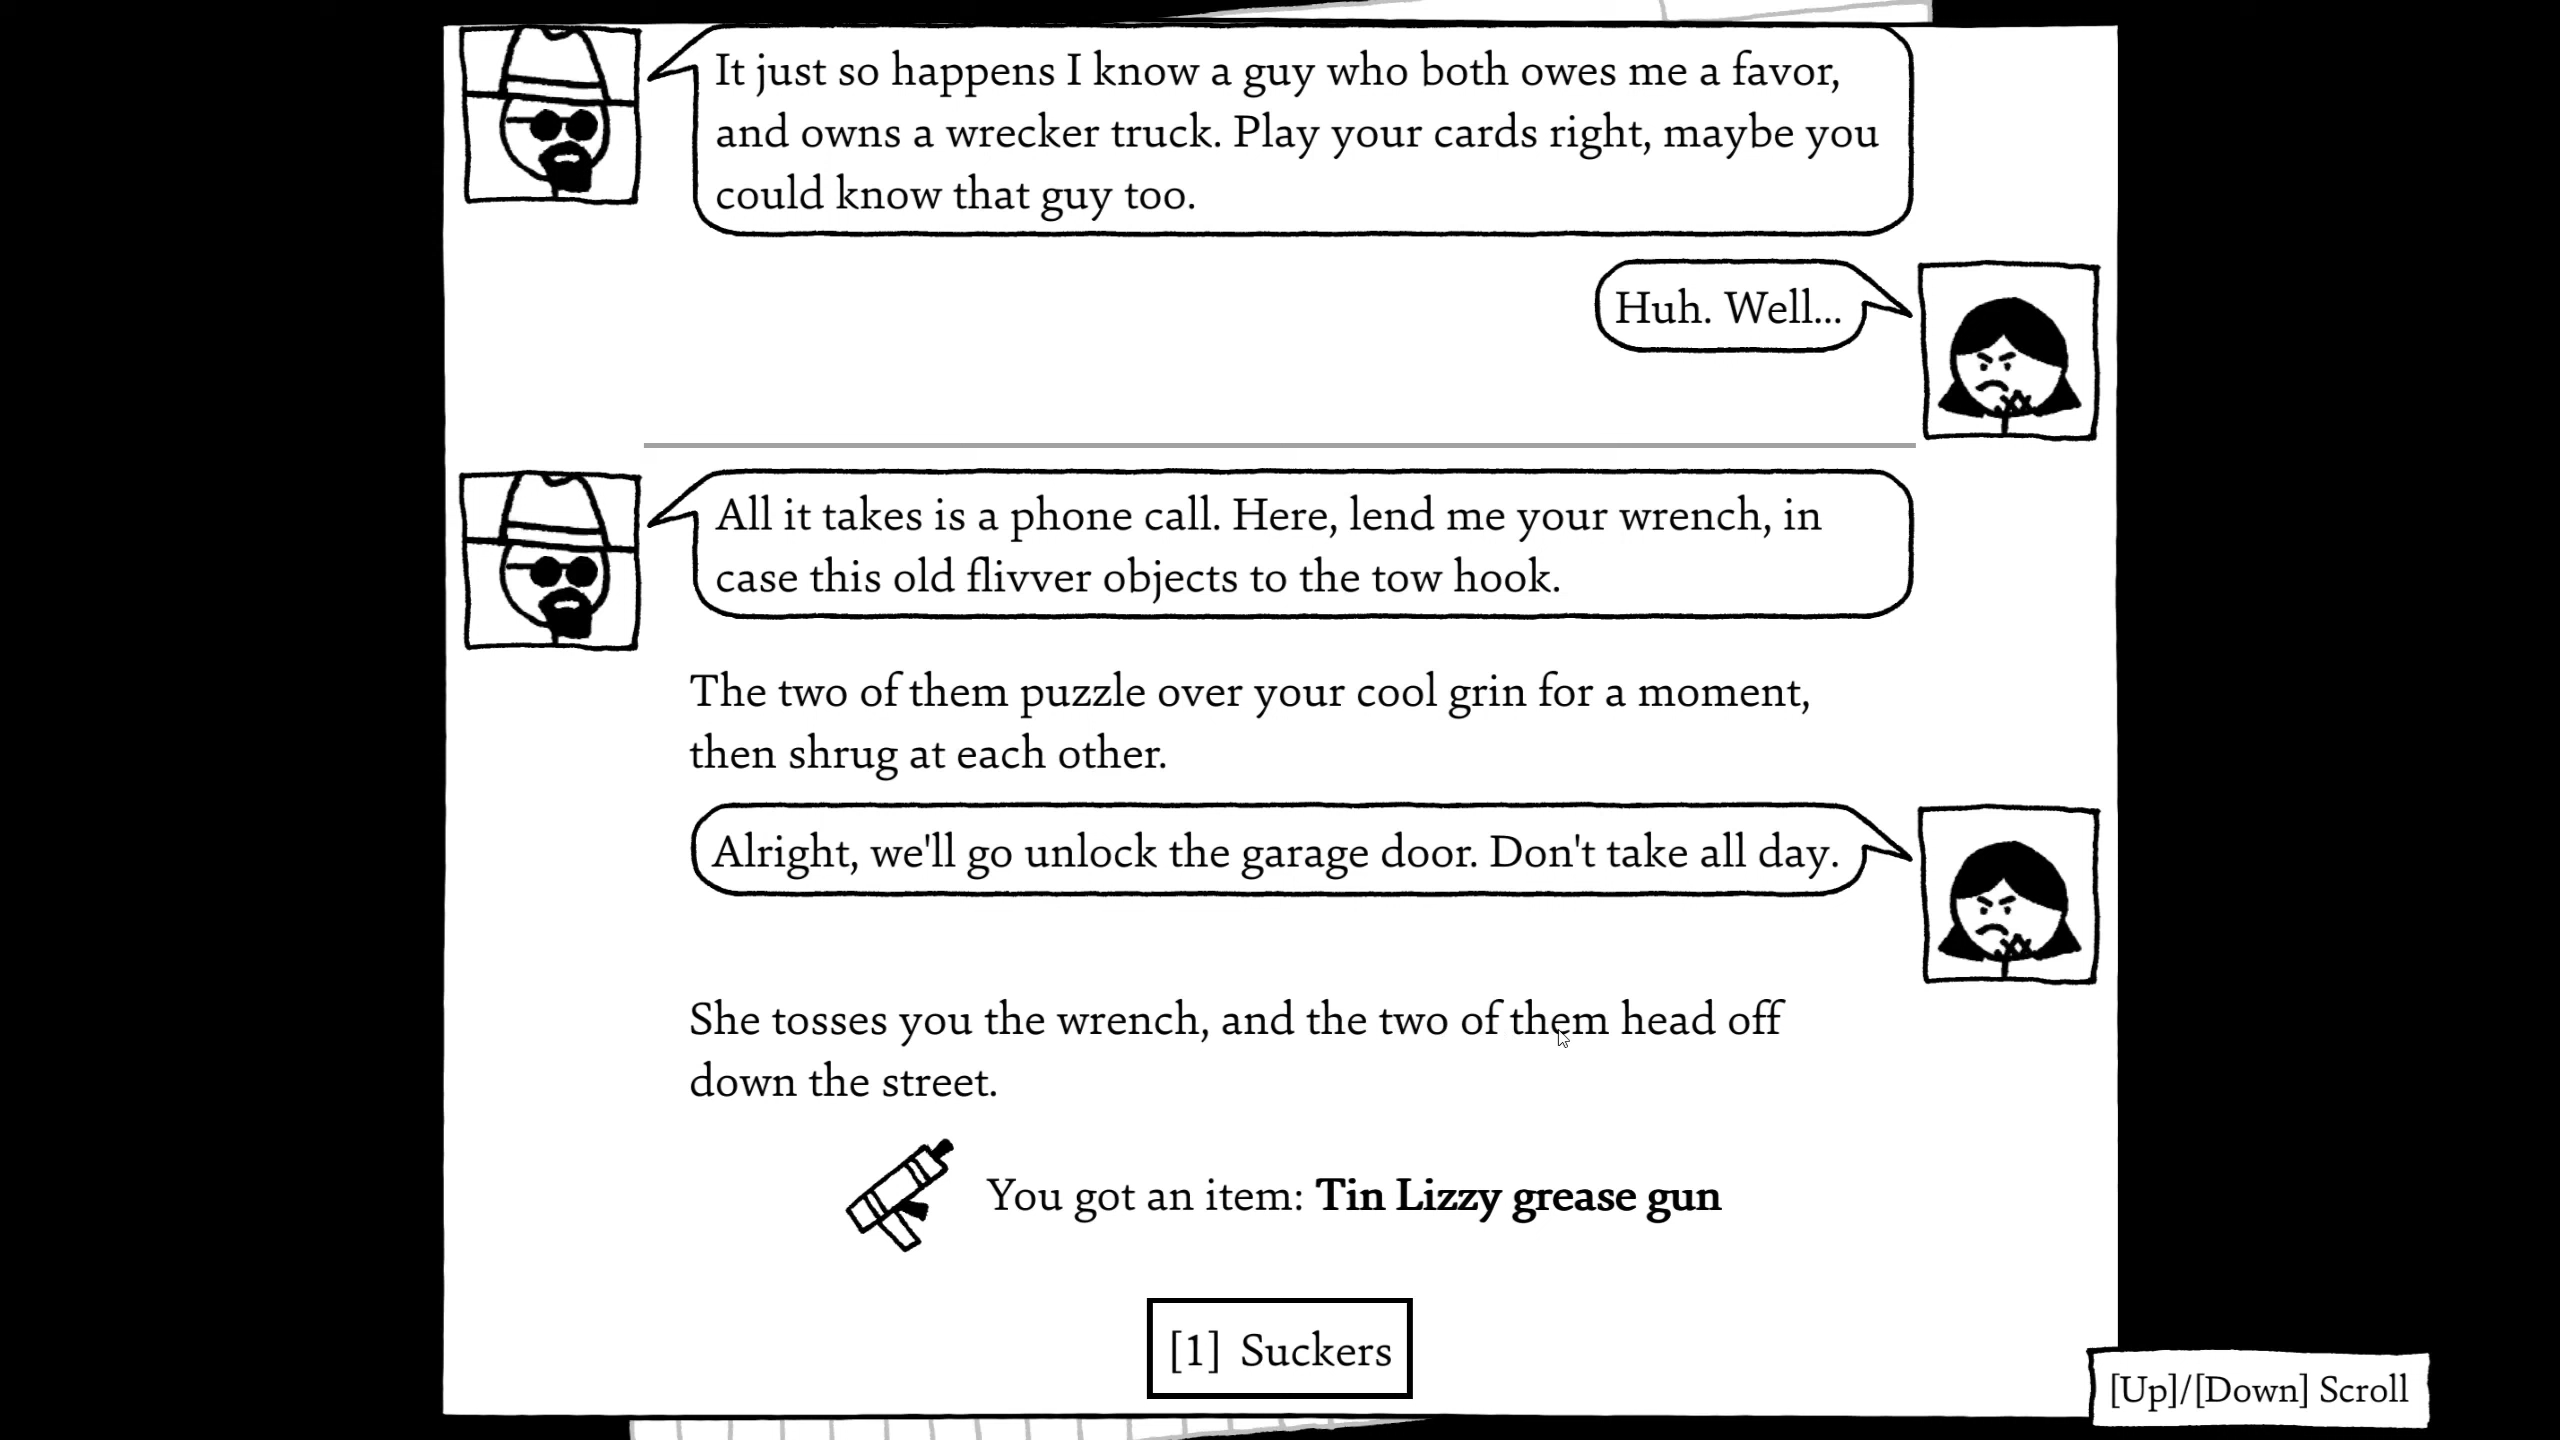 It just so happens I know a guy who both owes me a favor,
and owns a wrecker truck. Play your cards right, maybe you
could know that guy too.
Huh. Well...
All it takes is a phone call. Here, lend me your wrench, in
case this old flivver objects to the tow hook.
The two of them puzzle over your cool grin for a moment,
then shrug at each other.
Alright, we'll go unlock the garage door. Don't take all day.
She tosses you the wrench, and the two of them head off
down the street.
You got an item: Tin Lizzy grease gun
[1] Suckers
[Up]/[Down] Scroll